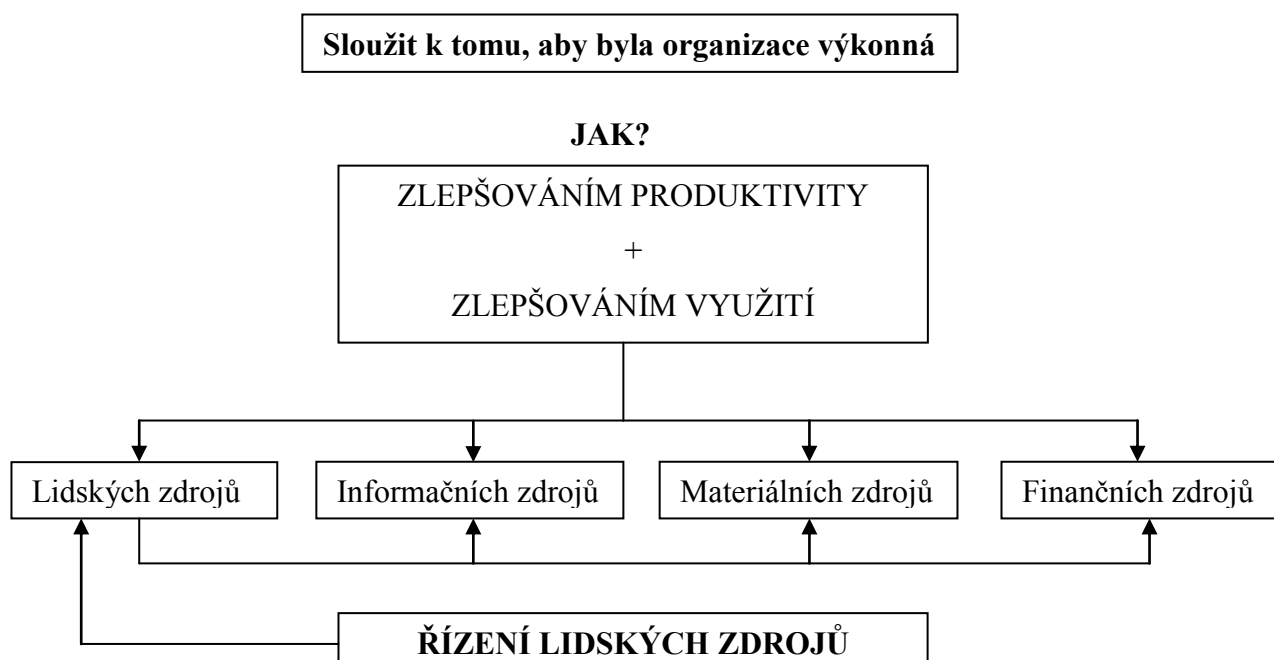 Sloužit k tomu, aby byla organizace výkonná
JAK?
ZLEPŠOVÁNÍM PRODUKTIVITY
+
ZLEPŠOVÁNÍM VYUŽITÍ
Lidských zdrojů
Informačních zdrojů
Materiálních zdrojů
Finančních zdrojů
ŘÍZENÍ LIDSKÝCH ZDROJŮ